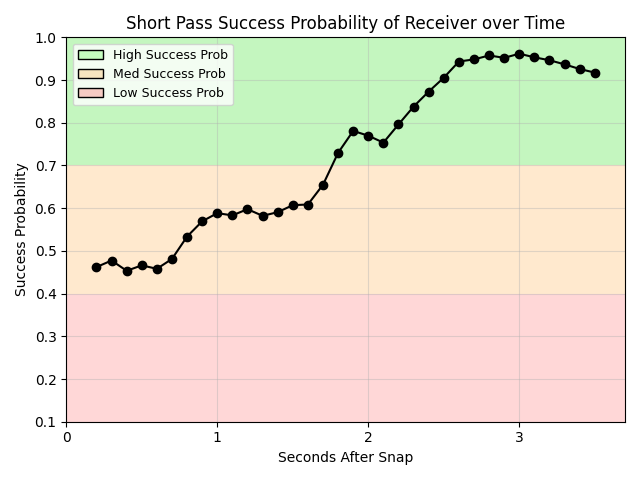 Short Pass Success Probability of Receiver over Time
1.0
High Success Prob
Med Success Prob
Low Success Prob
0.9
0.8
0.7
0.6
0.5
0.4
0.3
0.2
0.1
Success Probability
0 1 2 3
Seconds After Snap